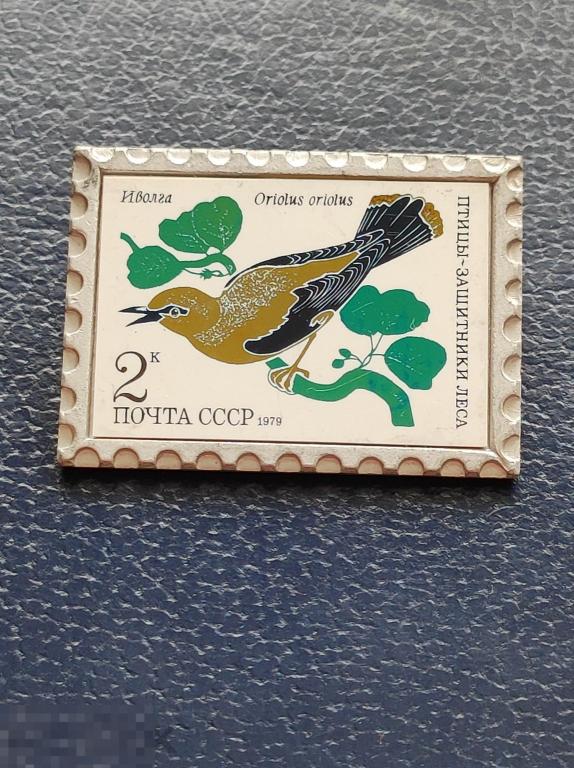 Иволга Oriolus oriolus
ПТИЦЫ-ЗАЩИТНИКИ ЛЕСА
2к
ПОЧТА СССР 1979